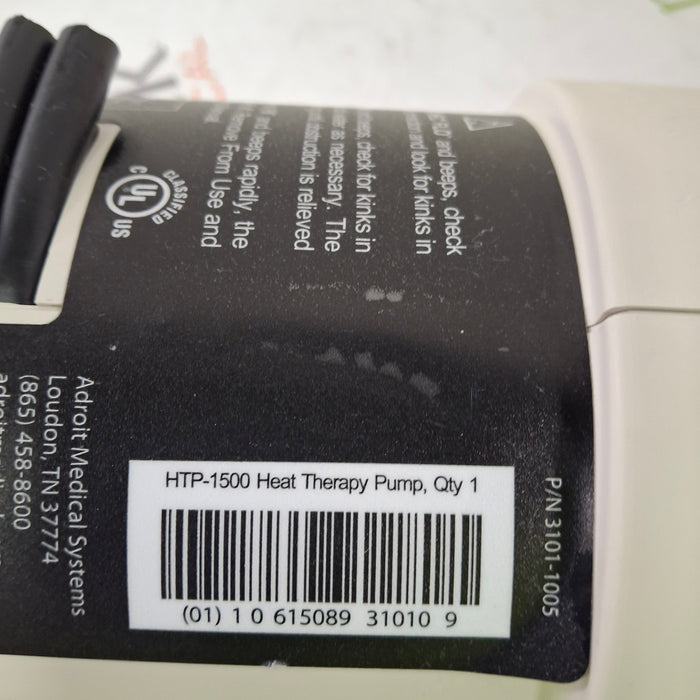 "E.0" and beeps, check
and look for kinks in
check for kinks in
as necessary. The
obstruction is relieved
and beeps rapidly, the
Remove From Use and
CLASSIFIED
UL
C US
HTP-1500 Heat Therapy Pump, Qty 1
(01) 1 0 615089 31010 9
P/N 3101-1005
Adroit Medical Systems
Loudon, TN 37774
(865) 458-8600